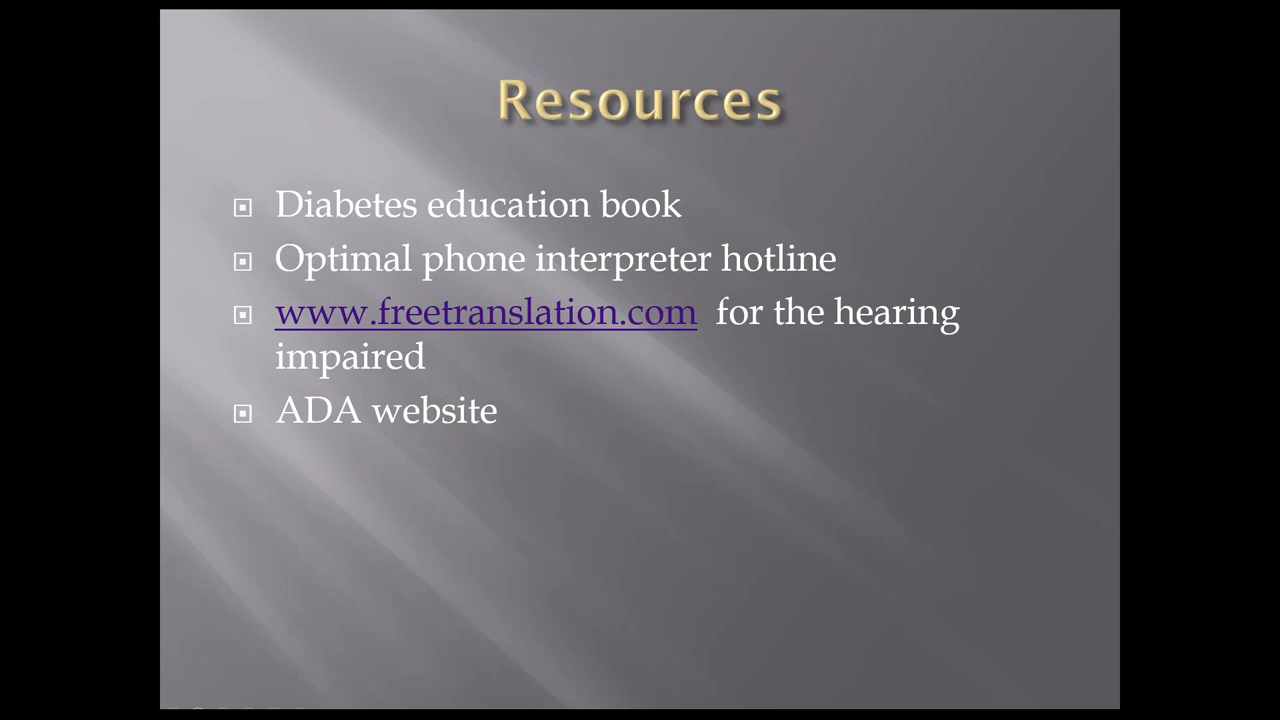 Resources
Diabetes education book
Optimal phone interpreter hotline
www.freetranslation.com for the hearing
impaired
ADA website